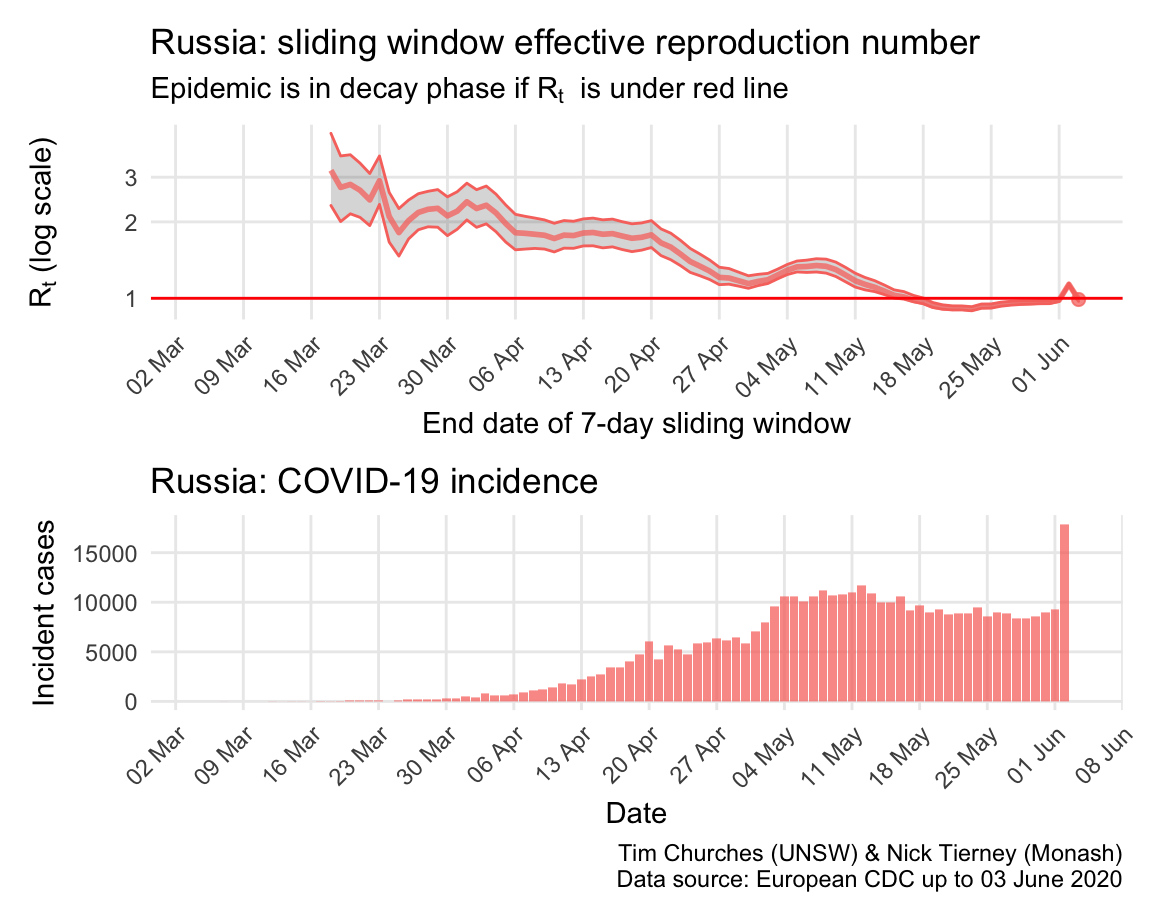 Russia: sliding window effective reproduction number
Epidemic is in decay phase if Rt is under red line
Rt (log scale)
3
2
1
02 Mar
09 Mar
16 Mar
23 Mar
30 Mar
06 Apr
13 Apr
20 Apr
27 Apr
04 May
11 May
18 May
25 May
01 Jun
End date of 7-day sliding window
Russia: COVID-19 incidence
Incident cases
15000
10000
5000
0
02 Mar
09 Mar
16 Mar
23 Mar
30 Mar
06 Apr
13 Apr
20 Apr
27 Apr
04 May
11 May
18 May
25 May
01 Jun
08 Jun
Date
Tim Churches (UNSW) & Nick Tierney (Monash)
Data source: European CDC up to 03 June 2020